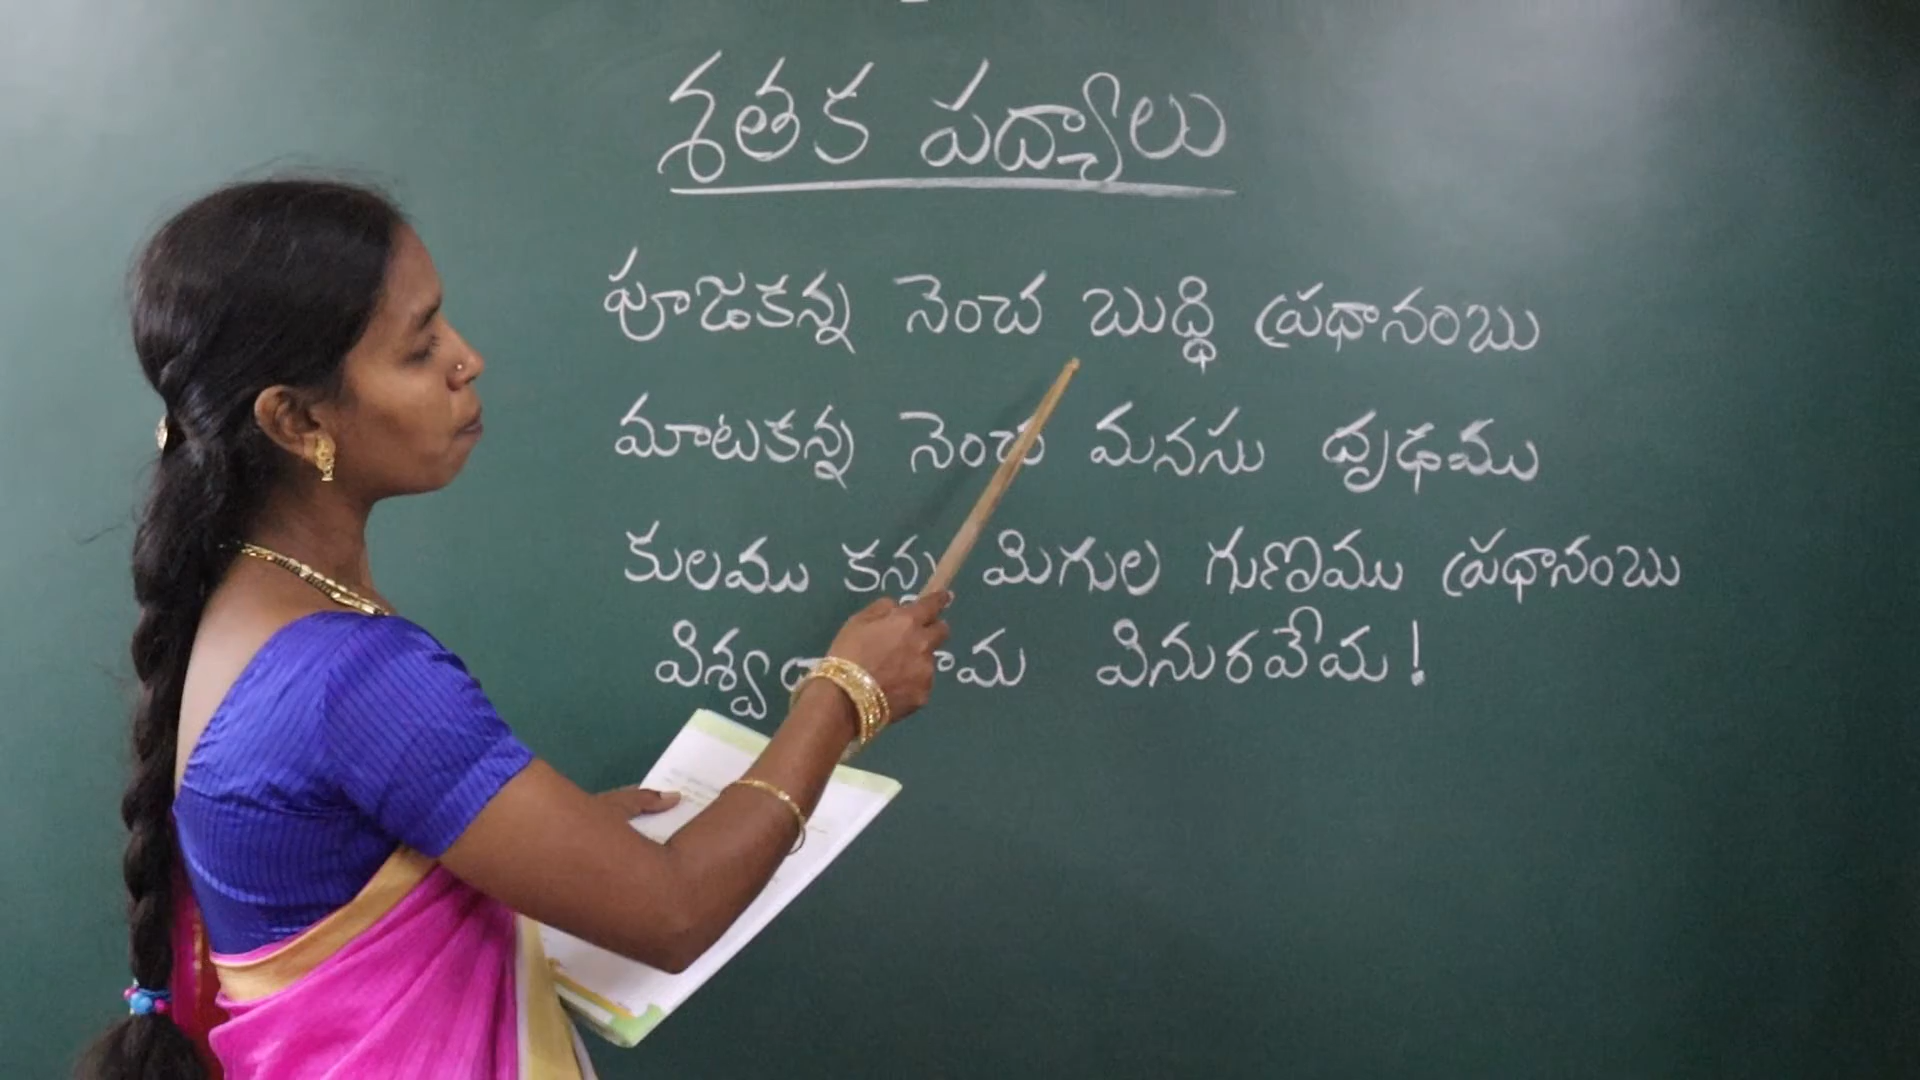 శతక పద్యాలు
పూజకన్న నెంచ బుద్ధి ప్రధానంబు
మాటకన్న నెంచ మనసు దృఢము
కులము కన్న మిగుల గుణము ప్రధానంబు
వినురవేమ!